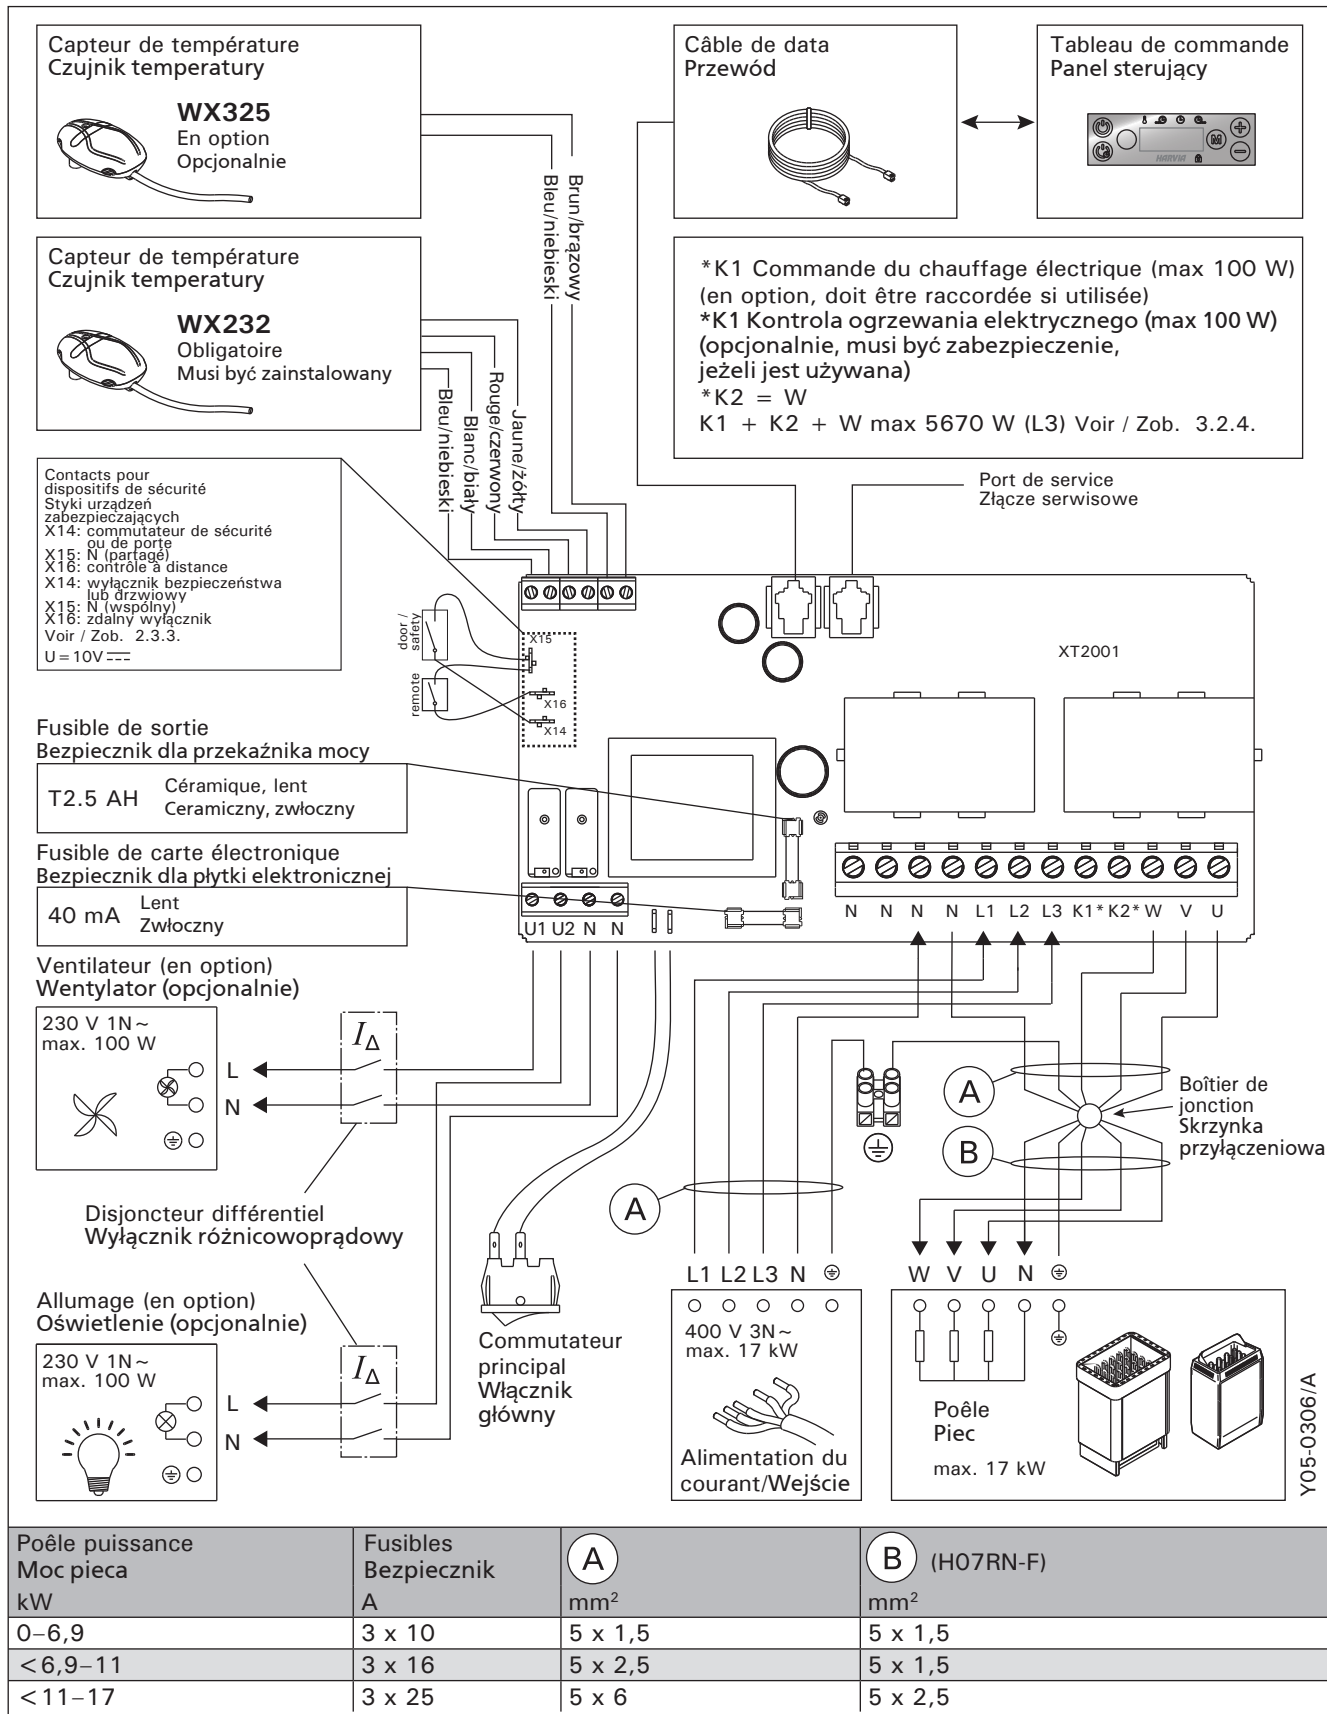 Capteur de température
Czujnik temperatury
WX325
En option
Opcjonalnie
Câble de data
Przewód
Tableau de commande
Panel sterujący
M
HARVIA
Brun/brązowy
Bleu/niebieski
Capteur de température
Czujnik temperatury
WX232
Obligatoire
Musi być zainstalowany
Jaune/żółty
Rouge/czerwony
Blanc/biały
Bleu/niebieski
*K1 Commande du chauffage électrique (max 100 W)
(en option, doit être raccordée si utilisée)
*K1 Kontrola ogrzewania elektrycznego (max 100 W)
(opcjonalnie, musi być zabezpieczenie,
jeżeli jest używana)
*K2 = W
K1 + K2 + W max 5670 W (L3) Voir / Zob. 3.2.4.
Contacts pour
dispositifs de sécurité
Styki urządzeń
zabezpieczających
X14: commutateur de sécurité
ou de porte
X15: N (partagé)
X16: contrôle à distance
X14: wyłącznik bezpieczeństwa
lub drzwiowy
X15: N (wspólny)
X16: zdalny wyłącznik
Voir / Zob. 2.3.3.
U=10V
Port de service
Złącze serwisowe
door /
safety
remote
X15
X16
X14
XT2001
Fusible de sortie
Bezpiecznik dla przekaźnika mocy
T2.5 AH
Céramique, lent
Ceramiczny, zwłoczny
Fusible de carte électronique
Bezpiecznik dla płytki elektronicznej
40 mA
Lent
Zwłoczny
U1 U2 N N
N N N N L1 L2 L3 K1* K2* W V U
Ventilateur (en option)
Wentylator (opcjonalnie)
230 V 1N~
max. 100 W
L
N
IΔ
A
B
Boîtier de
jonction
Skrzynka
przyłączeniowa
Disjoncteur différentiel
Wyłącznik różnicowoprądowy
A
Allumage (en option)
Oświetlenie (opcjonalnie)
230 V 1N~
max. 100 W
L
N
IΔ
Commutateur
principal
Włącznik
główny
L1 L2 L3 N
400 V 3N~
max. 17 kW
Alimentation du
courant/Wejście
W V U N
Poêle
Piec
max. 17 kW
Y05-0306/A
Poêle puissance Fusibles A B (H07RN-F)
Moc pieca Bezpiecznik
kW A mm² mm²
0–6,9 3 x 10 5 x 1,5 5 x 1,5
<6,9–11 3 x 16 5 x 2,5 5 x 1,5
<11–17 3 x 25 5 x 6 5 x 2,5